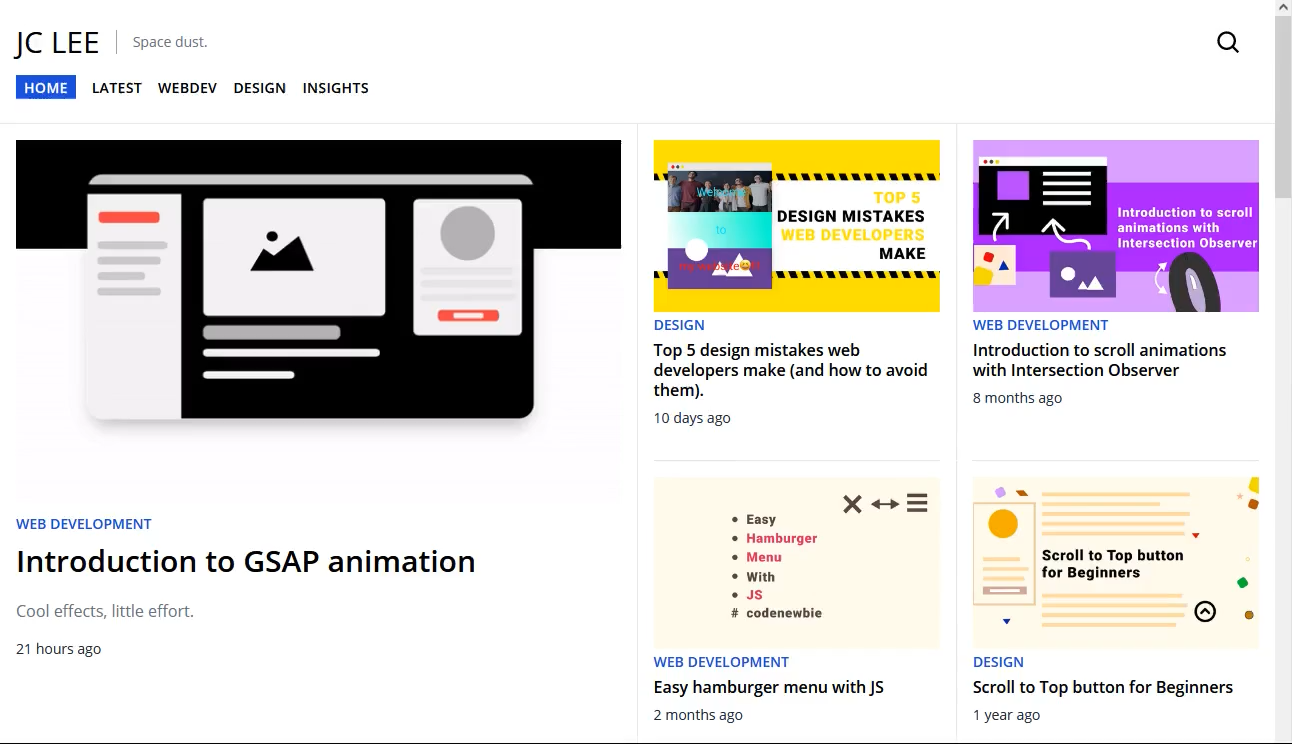 JC LEE
Space dust.
HOME LATEST WEBDEV DESIGN INSIGHTS
WEB DEVELOPMENT
Introduction to GSAP animation
Cool effects, little effort.
21 hours ago
Welcome
to
my website
TOP 5
DESIGN MISTAKES
WEB DEVELOPERS
MAKE
DESIGN
Top 5 design mistakes web
developers make (and how to avoid
them).
10 days ago
Introduction to scroll
animations with
Intersection Observer
WEB DEVELOPMENT
Introduction to scroll animations
with Intersection Observer
8 months ago
• Easy
• Hamburger
• Menu
• With
• JS
# codenewbie
WEB DEVELOPMENT
Easy hamburger menu with JS
2 months ago
Scroll to Top button
for Beginners
DESIGN
Scroll to Top button for Beginners
1 year ago